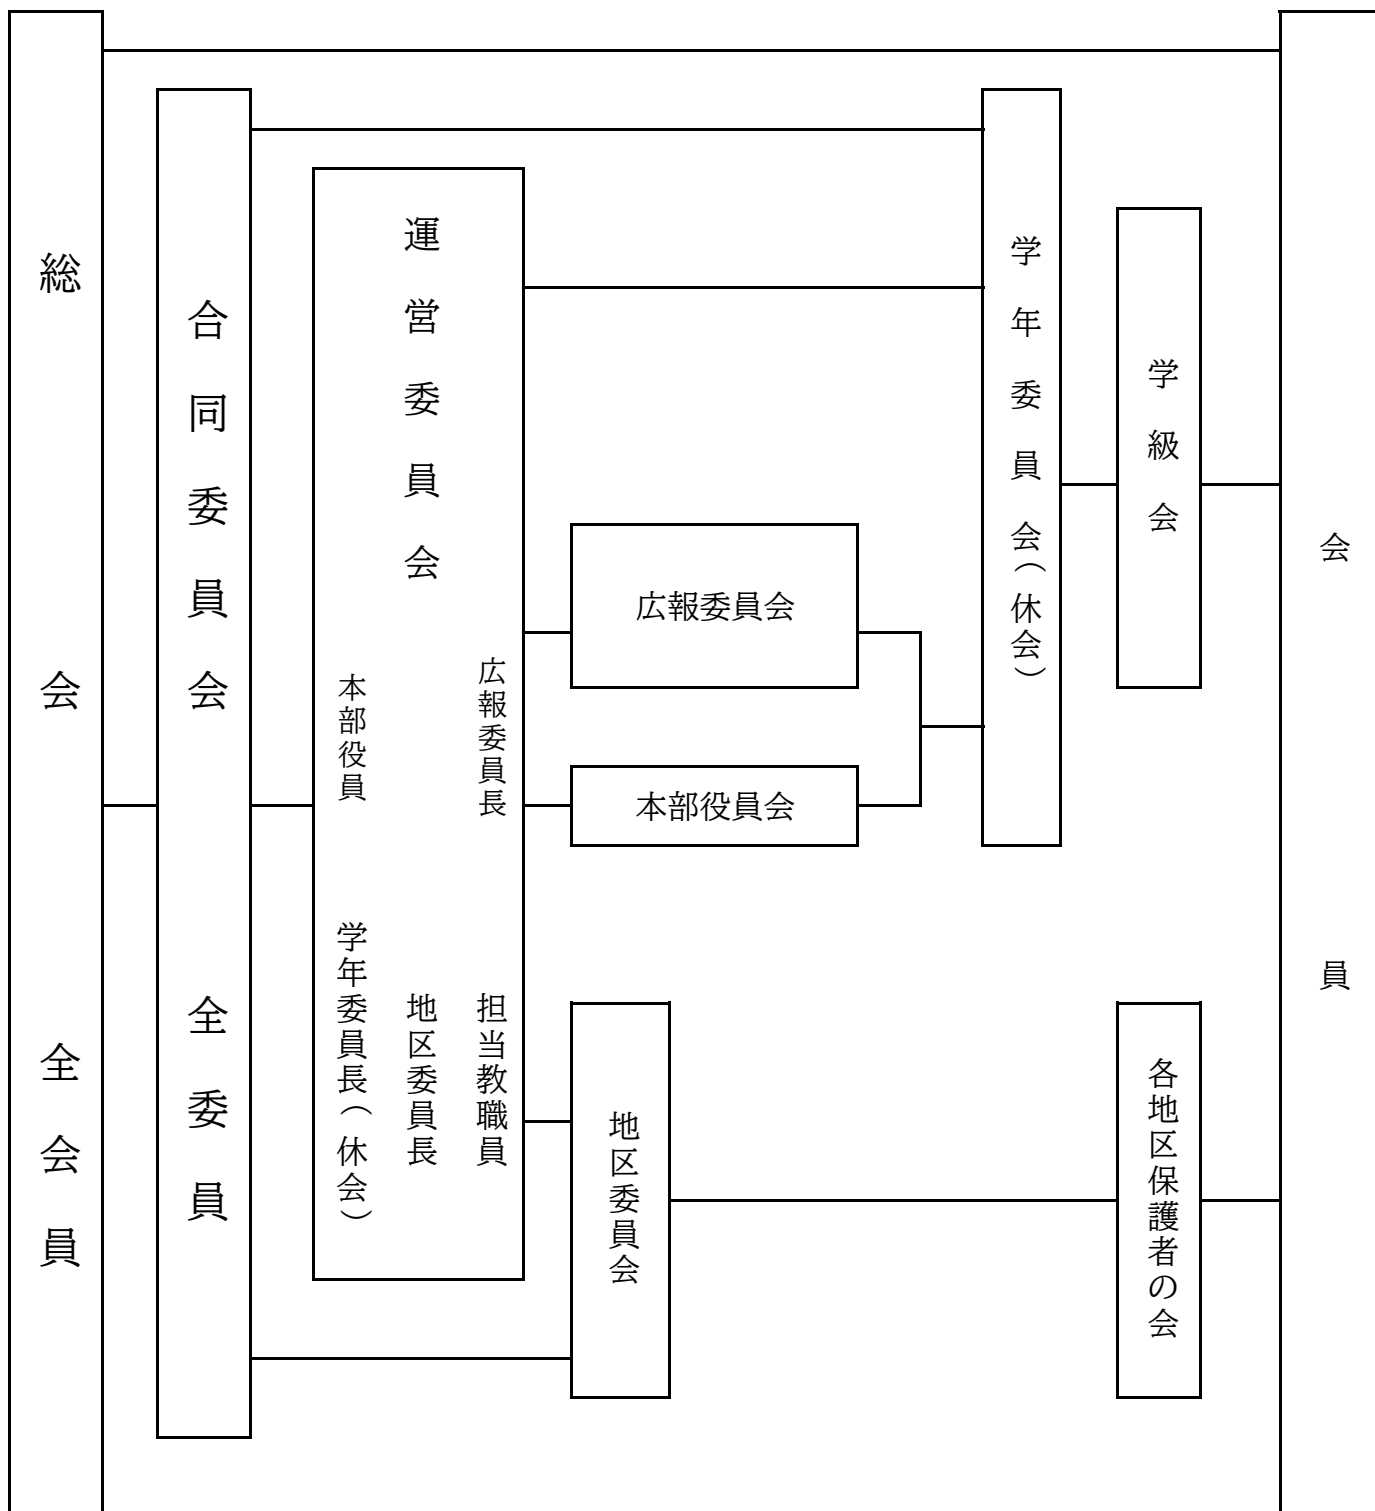 総会 全会員
合同委員会 全委員
運営委員会
本部役員
広報委員長
学年委員長（休会）
地区委員長
担当教職員
広報委員会
本部役員会
地区委員会
学年委員会（休会）
学級会
各地区保護者の会
会員